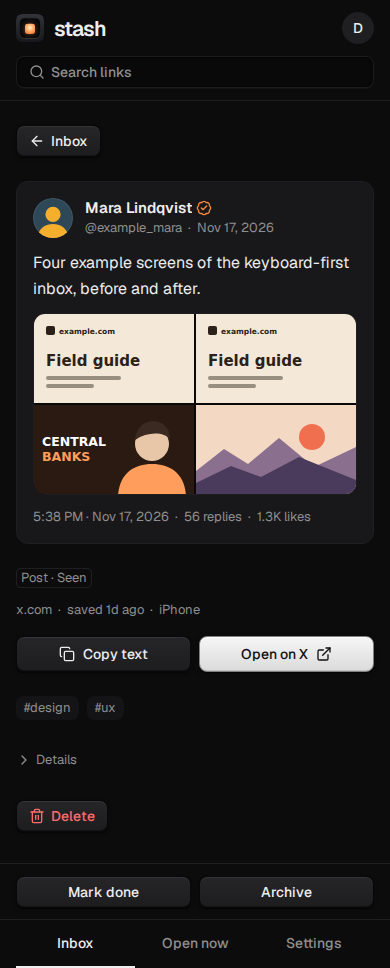 stash
D
Search links
Inbox
Mara Lindqvist
@example_mara · Nov 17, 2026
Four example screens of the keyboard-first
inbox, before and after.
example.com
Field guide
example.com
Field guide
CENTRAL
BANKS
5:38 PM · Nov 17, 2026 · 56 replies · 1.3K likes
Post · Seen
x.com · saved 1d ago · iPhone
Copy text
Open on X
#design
#ux
Details
Delete
Mark done
Archive
Inbox
Open now
Settings